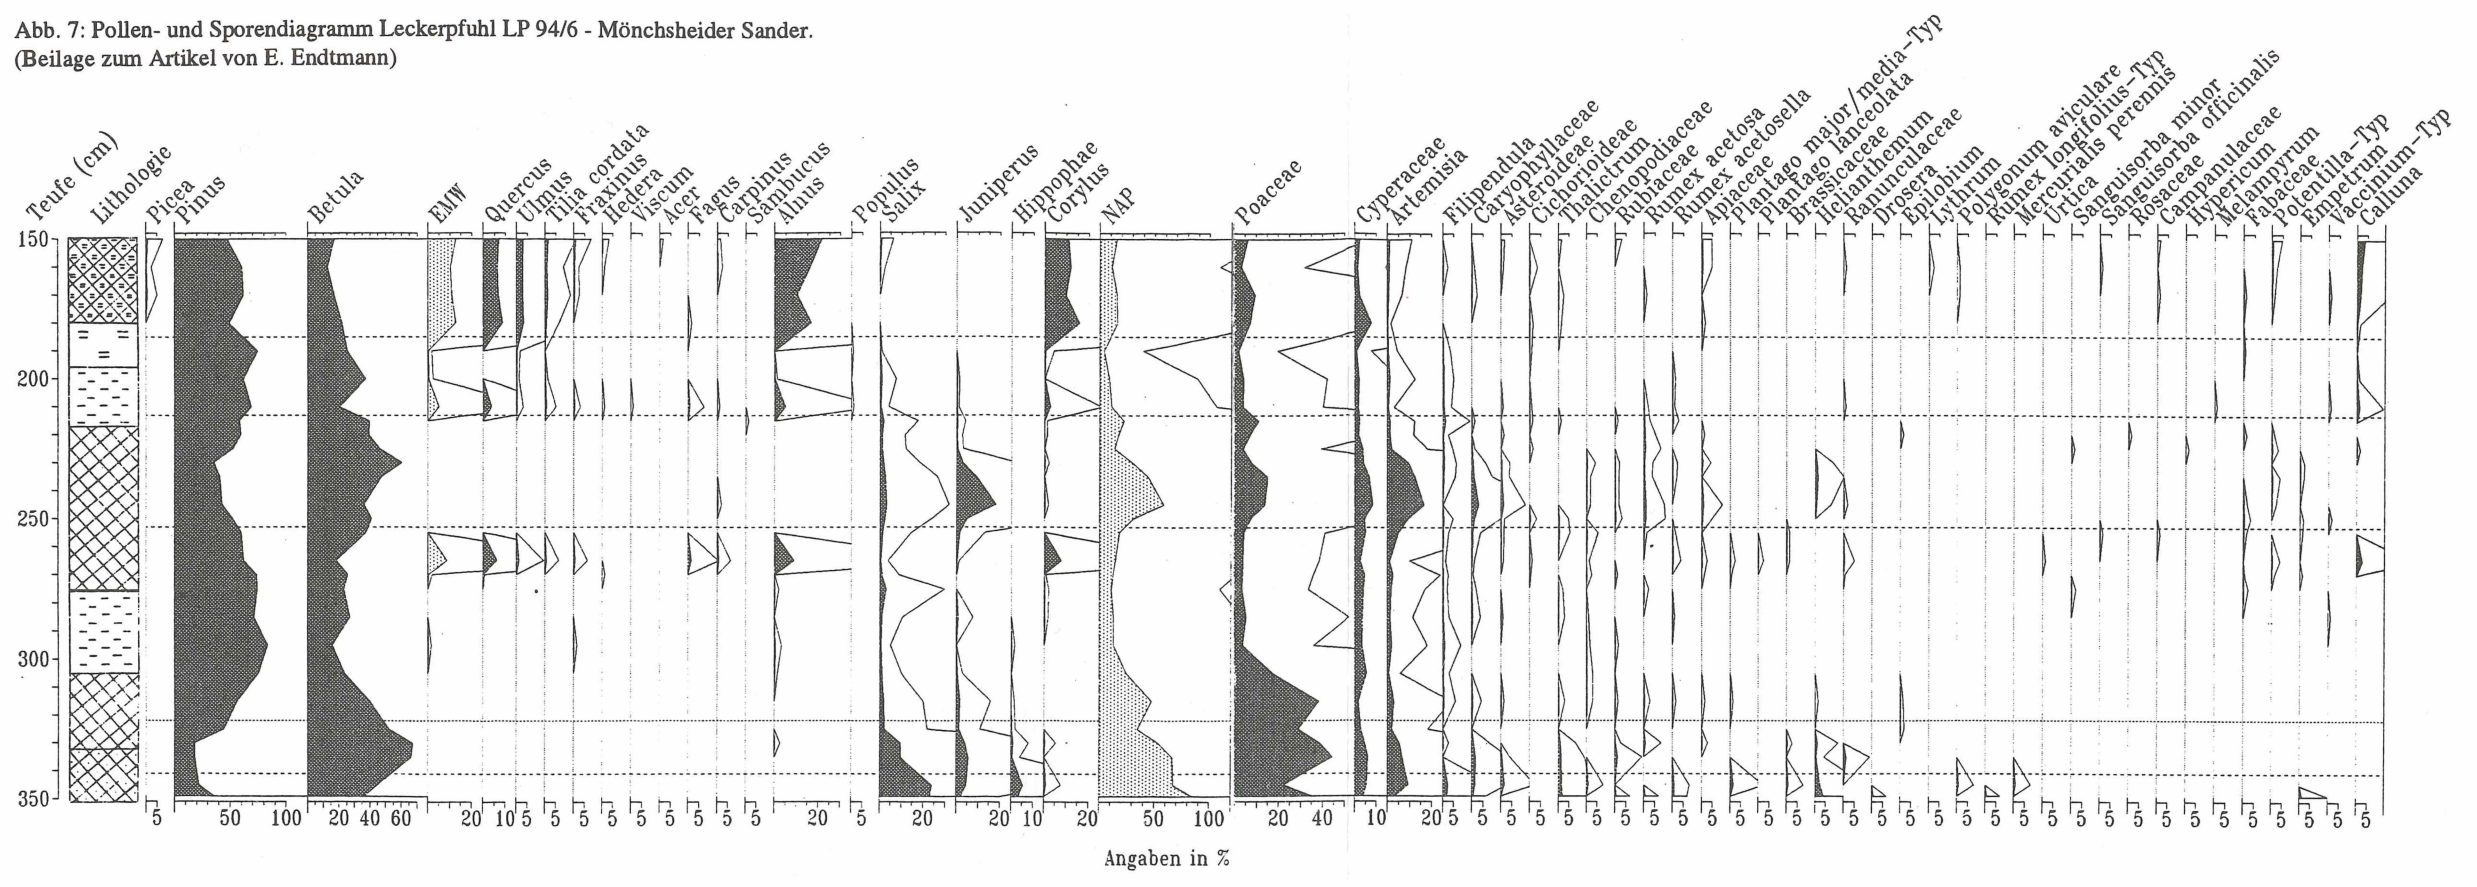 Abb. 7: Pollen- und Sporendiagramm Leckerpfuhl LP 94/6 - Mönchsheider Sander.
(Beilage zum Artikel von E. Endtmann)
Teufe (cm)
Lithologie
Picea
Pinus
Betula
EMW
Quercus
Ulmus
Tilia cordata
Fraxinus
Hedera
Viscum
Acer
Fagus
Carpinus
Sambucus
Alnus
Populus
Salix
Juniperus
Hippophae
Corylus
NAP
Poaceae
Cyperaceae
Artemisia
Filipendula
Caryophyllaceae
Asteroideae
Cichorioideae
Thalictrum
Chenopodiaceae
Rubiaceae
Rumex acetosa
Rumex acetosella
Apiaceae
Plantago major/media-Typ
Plantago lanceolata
Brassicaceae
Helianthemum
Ranunculaceae
Drosera
Epilobium
Lythrum
Polygonum aviculare
Rumex longifolius-Typ
Mercurialis perennis
Urtica
Sanguisorba minor
Sanguisorba officinalis
Rosaceae
Campanulaceae
Hypericum
Melampyrum
Fabaceae
Potentilla-Typ
Empetrum
Vaccinium-Typ
Calluna
150
200
250
300
350
5 50 100 20 40 60 20 10 5 5 5 5 5 5 5 5 5 20 5 20 20 10 20 50 100 20 40 10 20 5 5 5 5 5 5 5 5 5 5 5 5 5 5 5 5 5 5 5 5 5 5 5 5 5 5 5 5 5 5 5 5 5
Angaben in %